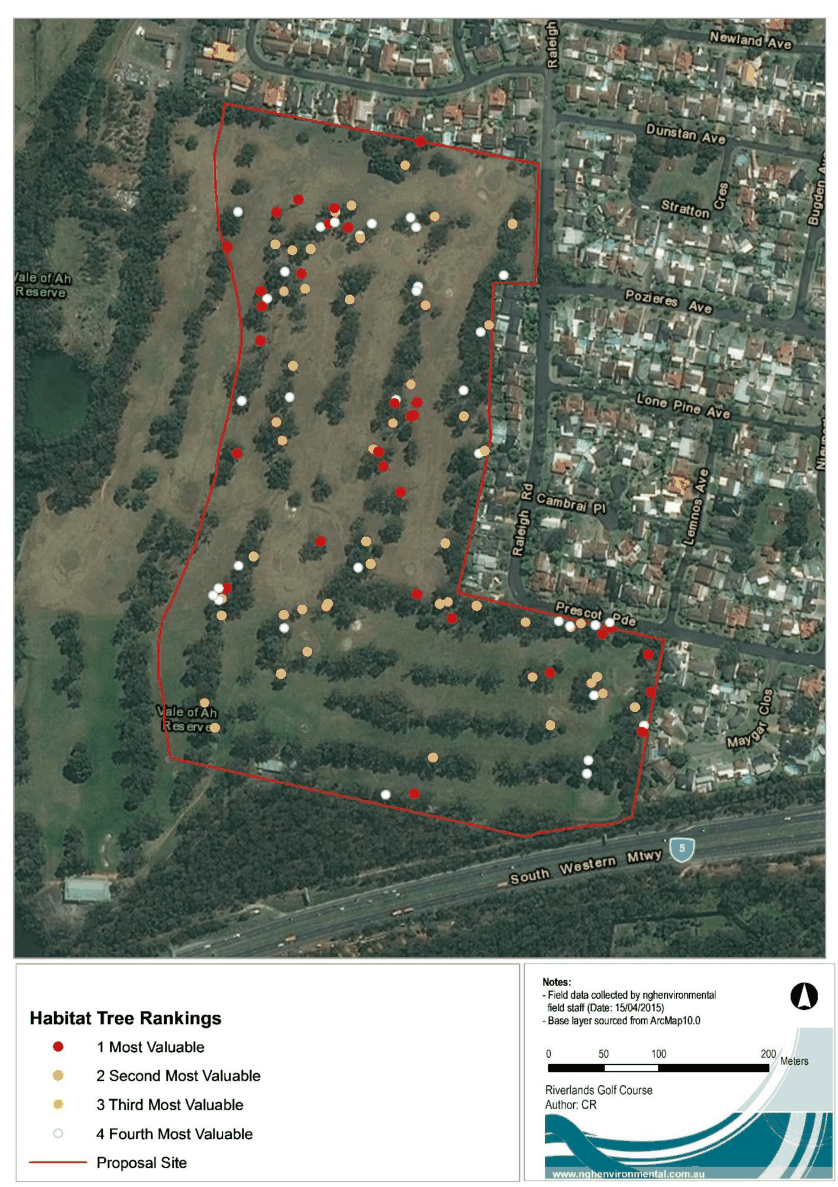 Newland Ave
Raleigh
Dunstan Ave
Stratton
Cres
Bugden Ave
Vale of Ah
Reserve
Pozieres Ave
Lone Pine Ave
Raleigh Rd
Cambrai Pl
Lemnos Ave
Prescot Pde
Vale of Ah
Reserve
Maygar Clos
South Western Mtwy
5
Habitat Tree Rankings
1 Most Valuable
2 Second Most Valuable
3 Third Most Valuable
4 Fourth Most Valuable
Proposal Site
Notes:
- Field data collected by nghenvironmental
field staff (Date: 15/04/2015)
- Base layer sourced from ArcMap10.0
0 50 100 200 Meters
Riverlands Golf Course
Author: CR
www.nghenvironmental.com.au